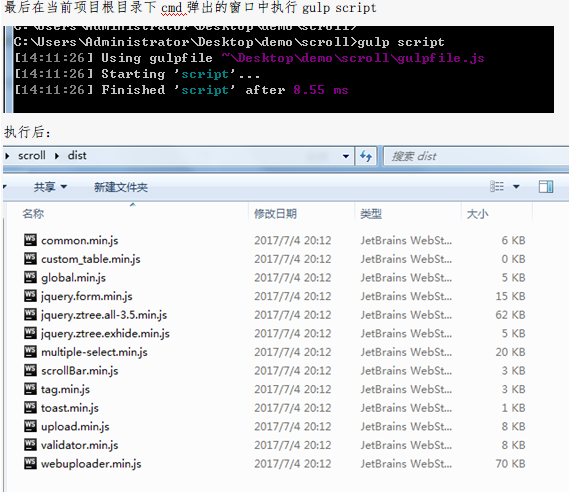 最后在当前项目根目录下 cmd 弹出的窗口中执行 gulp script
C:\Users\Administrator\Desktop\demo\scroll>
C:\Users\Administrator\Desktop\demo\scroll>gulp script
[14:11:26] Using gulpfile ~\Desktop\demo\scroll\gulpfile.js
[14:11:26] Starting 'script'...
[14:11:26] Finished 'script' after 8.55 ms
执行后：
scroll dist 搜索 dist
共享 新建文件夹
名称 修改日期 类型 大小
common.min.js 2017/7/4 20:12 JetBrains WebSt... 6 KB
custom_table.min.js 2017/7/4 20:12 JetBrains WebSt... 0 KB
global.min.js 2017/7/4 20:12 JetBrains WebSt... 5 KB
jquery.form.min.js 2017/7/4 20:12 JetBrains WebSt... 15 KB
jquery.ztree.all-3.5.min.js 2017/7/4 20:12 JetBrains WebSt... 62 KB
jquery.ztree.exhide.min.js 2017/7/4 20:12 JetBrains WebSt... 5 KB
multiple-select.min.js 2017/7/4 20:12 JetBrains WebSt... 20 KB
scrollBar.min.js 2017/7/4 20:12 JetBrains WebSt... 3 KB
tag.min.js 2017/7/4 20:12 JetBrains WebSt... 3 KB
toast.min.js 2017/7/4 20:12 JetBrains WebSt... 1 KB
upload.min.js 2017/7/4 20:12 JetBrains WebSt... 8 KB
validator.min.js 2017/7/4 20:12 JetBrains WebSt... 8 KB
webuploader.min.js 2017/7/4 20:12 JetBrains WebSt... 70 KB